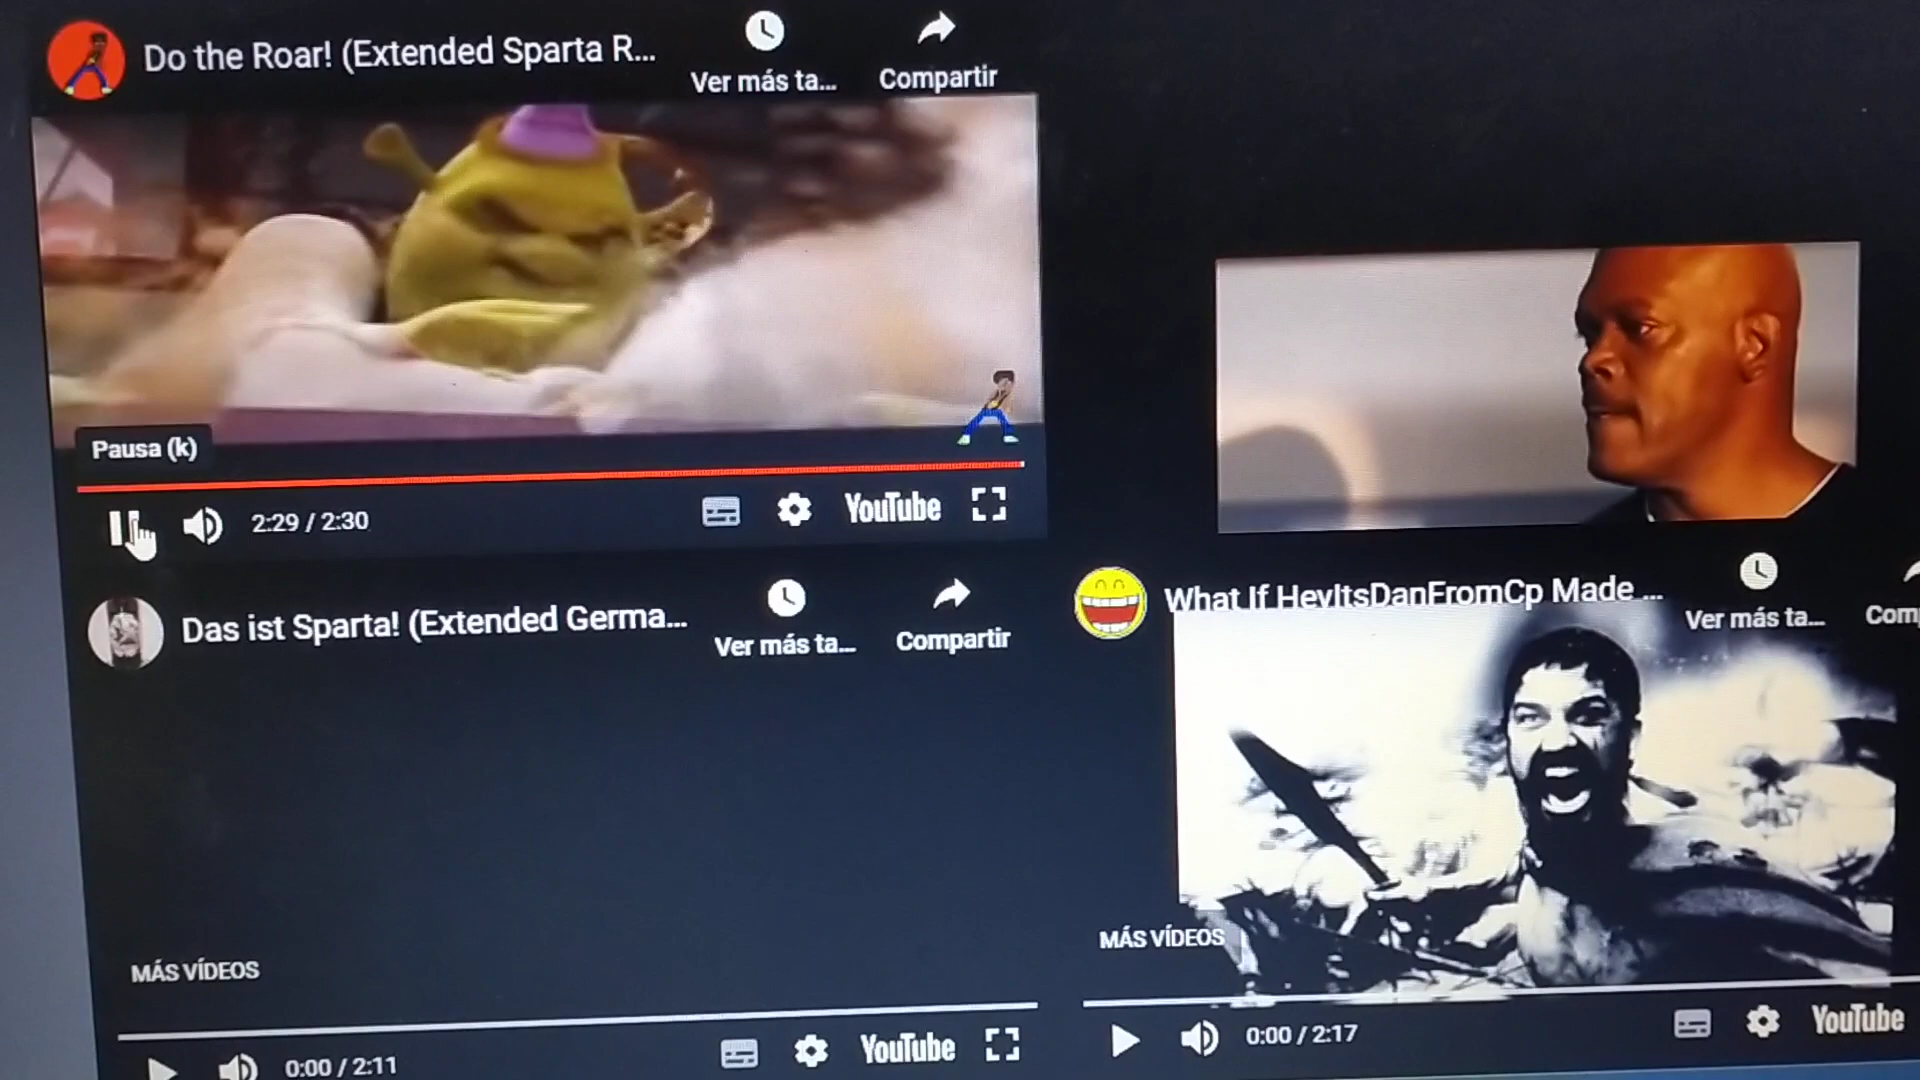 Do the Roar! (Extended Sparta R...
Ver más ta...
Compartir
Pausa (k)
2:29 / 2:30
YouTube
Das ist Sparta! (Extended Germa...
Ver más ta...
Compartir
What If HeyItsDanFromCp Made ...
Ver más ta...
Com
MÁS VÍDEOS
MÁS VÍDEOS
0:00 / 2:11
YouTube
0:00 / 2:17
YouTube